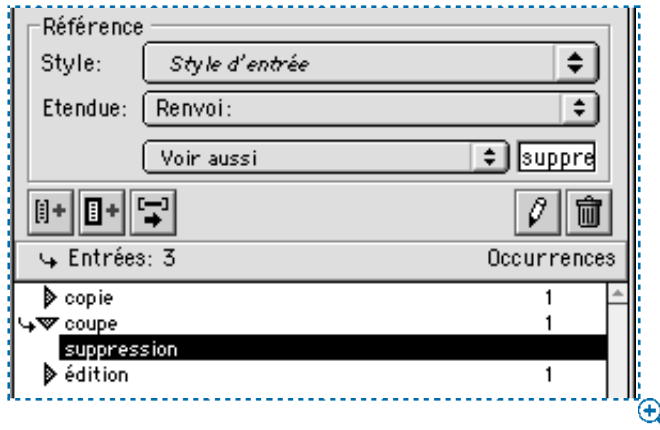 Référence
Style: Style d'entrée
Etendue: Renvoi:
Voir aussi suppre
Entrées: 3 Occurrences
copie 1
coupe 1
suppression
édition 1